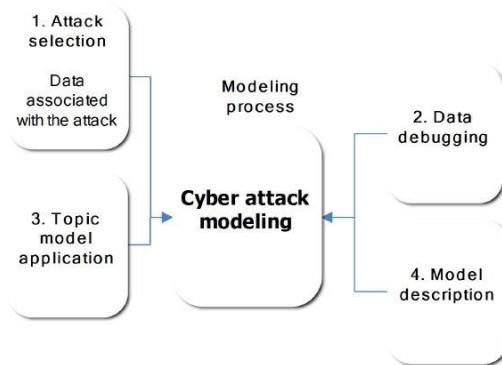 1. Attack
selection
Data
associated
with the attack
Modeling
process
2. Data
debugging
Cyber attack
modeling
3. Topic
model
application
4. Model
description